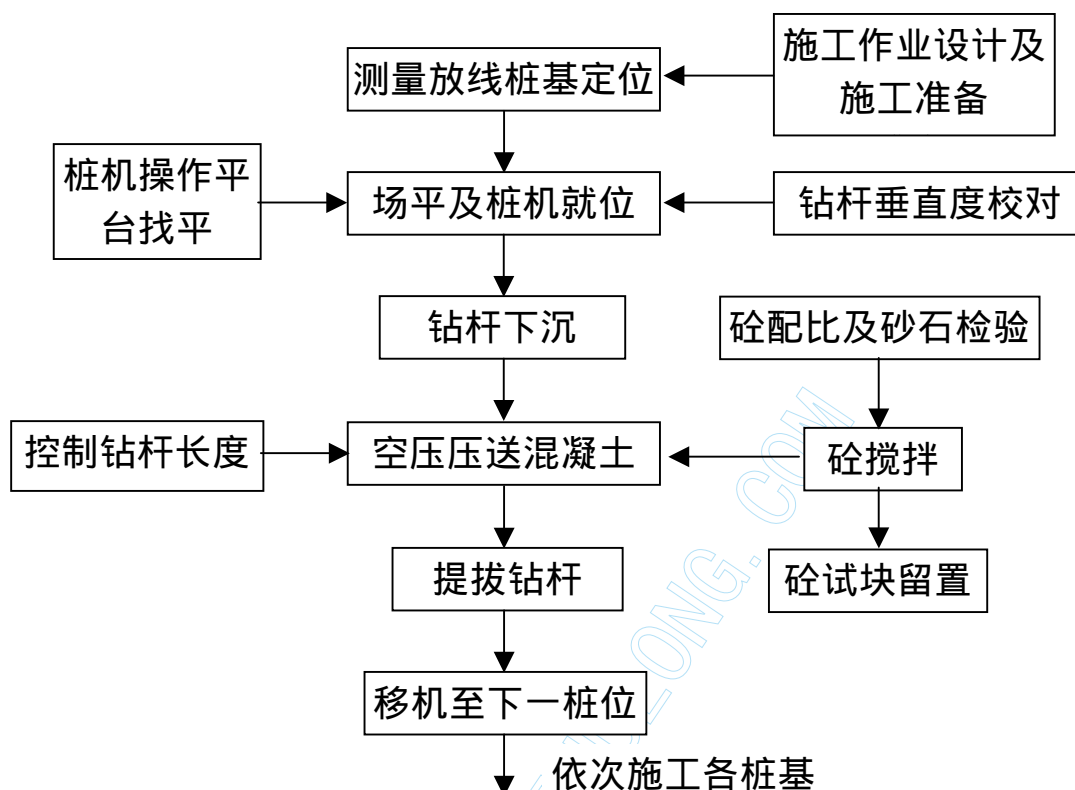 施工作业设计及
施工准备
测量放线桩基定位
桩机操作平
台找平
场平及桩机就位
钻杆垂直度校对
钻杆下沉
砼配比及砂石检验
控制钻杆长度
空压压送混凝土
砼搅拌
提拔钻杆
砼试块留置
移机至下一桩位
依次施工各桩基
ONG. COM